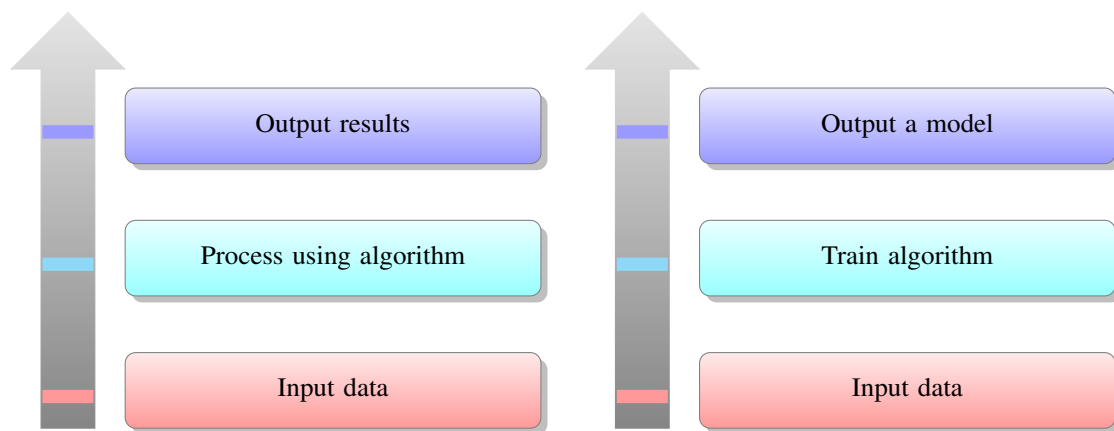 Output results
Process using algorithm
Input data
Output a model
Train algorithm
Input data